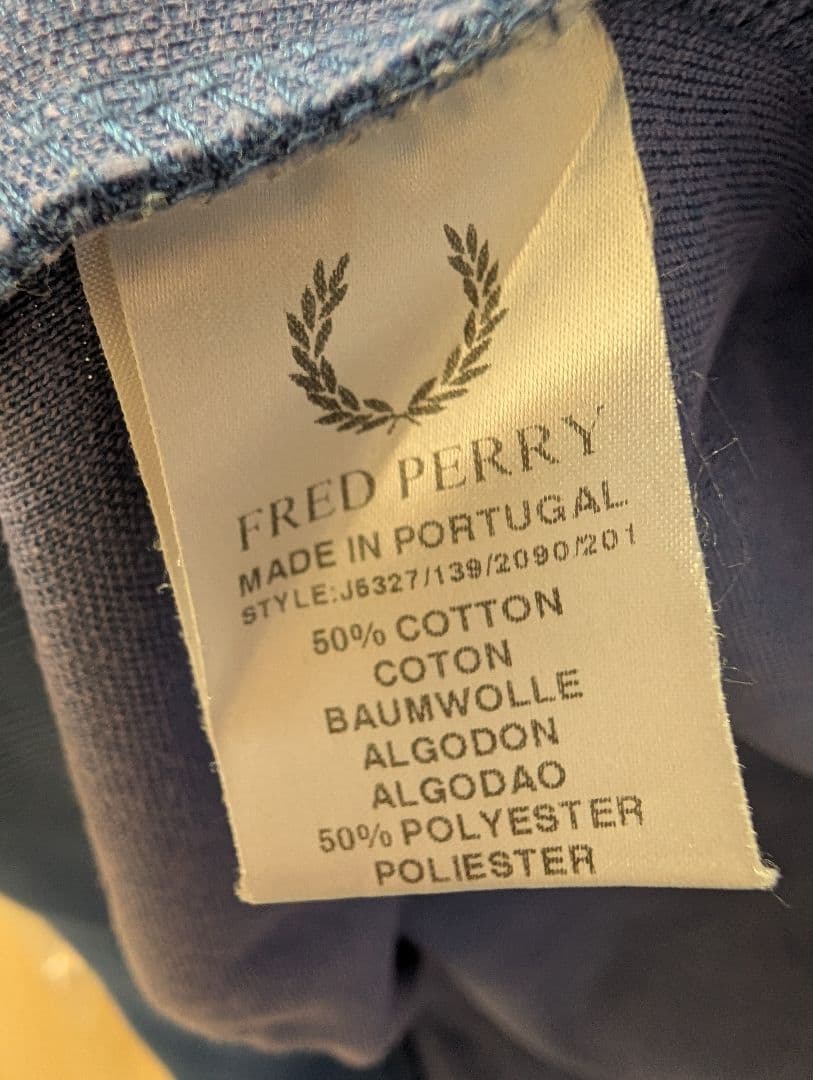 FRED PERRY
MADE IN PORTUGAL
STYLE:J6327/139/2090/201
50% COTTON
COTON
BAUMWOLLE
ALGODON
ALGODAO
50% POLYESTER
POLIESTER